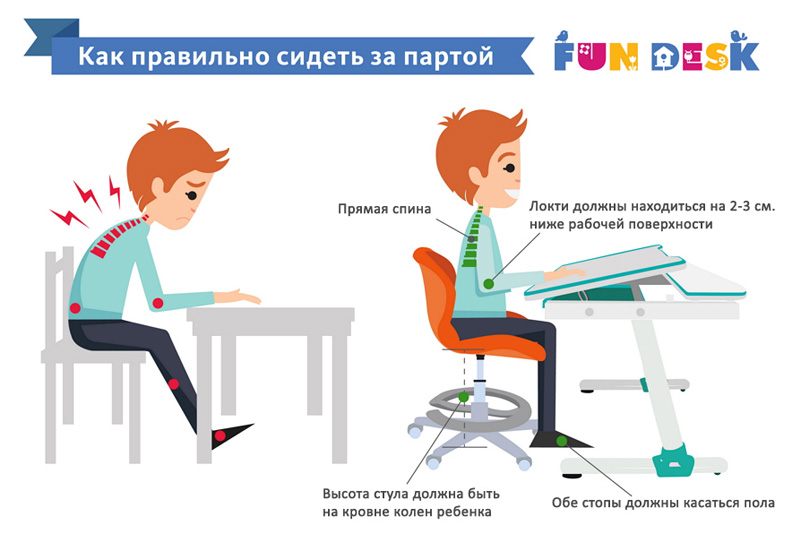 Как правильно сидеть за партой
FUN DESK
Прямая спина
Локти должны находиться на 2-3 см.
ниже рабочей поверхности
Высота стула должна быть
на кровне колен ребенка
Обе стопы должны касаться пола